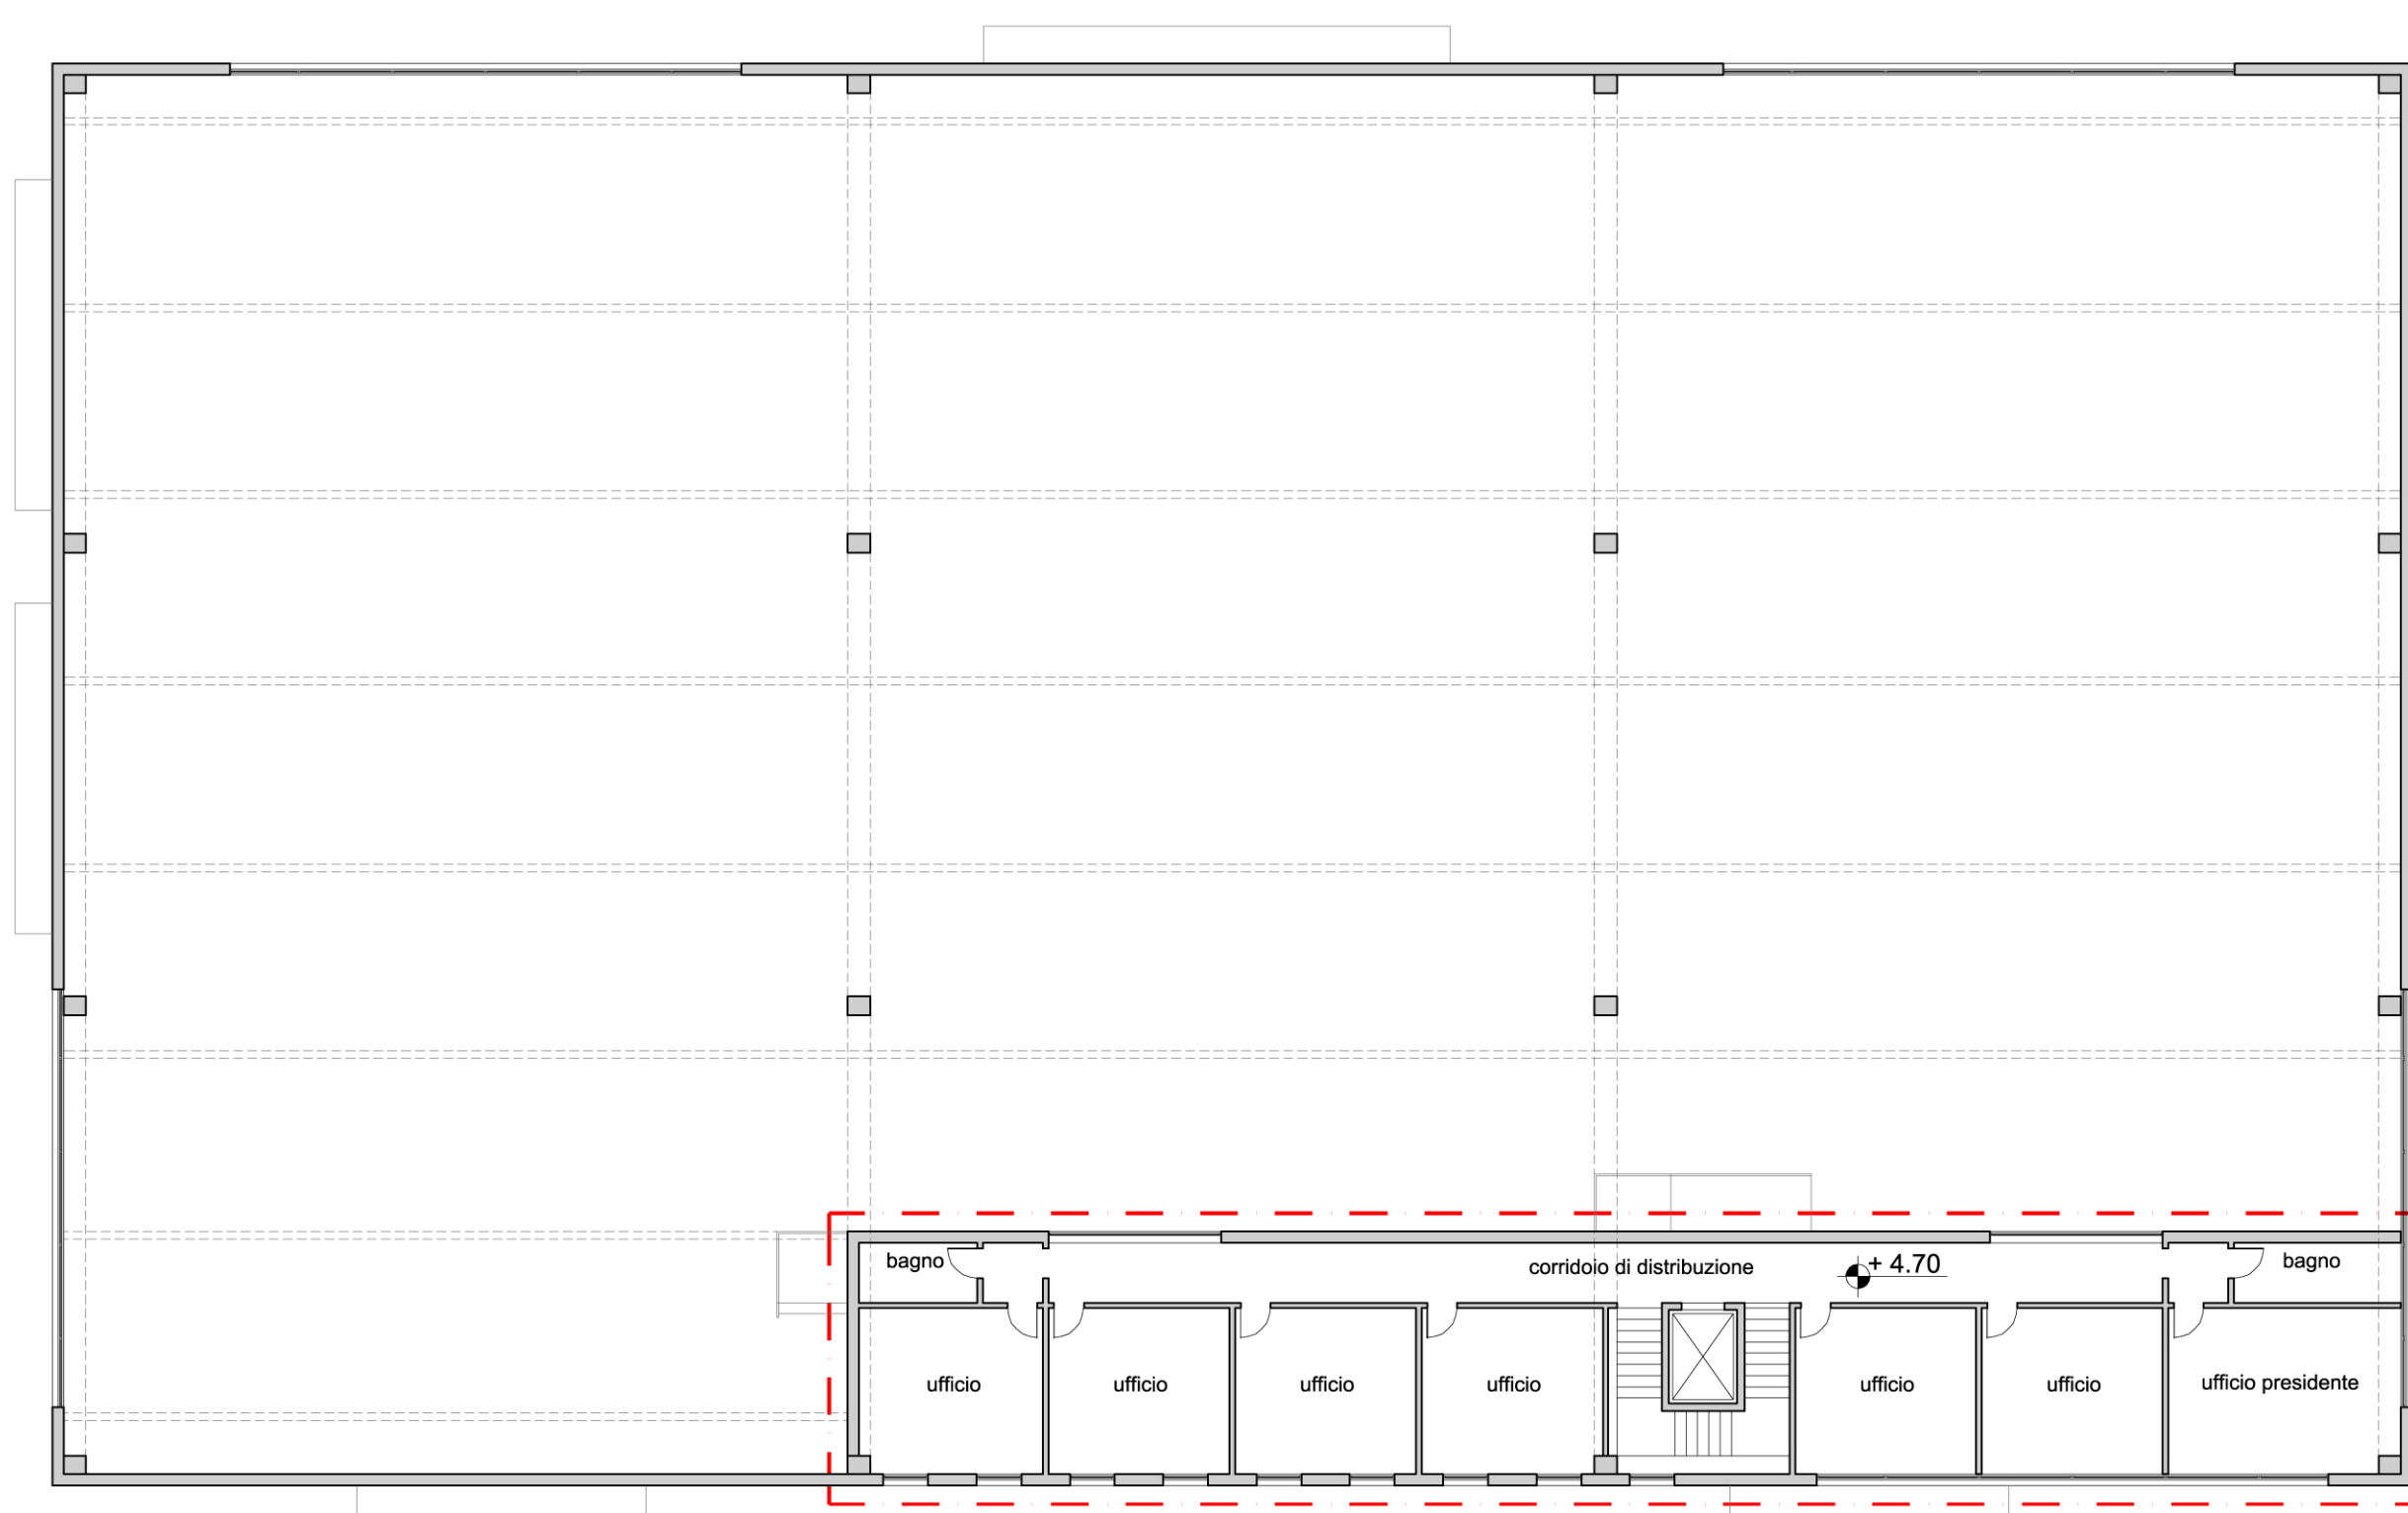 bagno
corridoio di distribuzione
+ 4.70
bagno
ufficio
ufficio
ufficio
ufficio
ufficio
ufficio
ufficio presidente